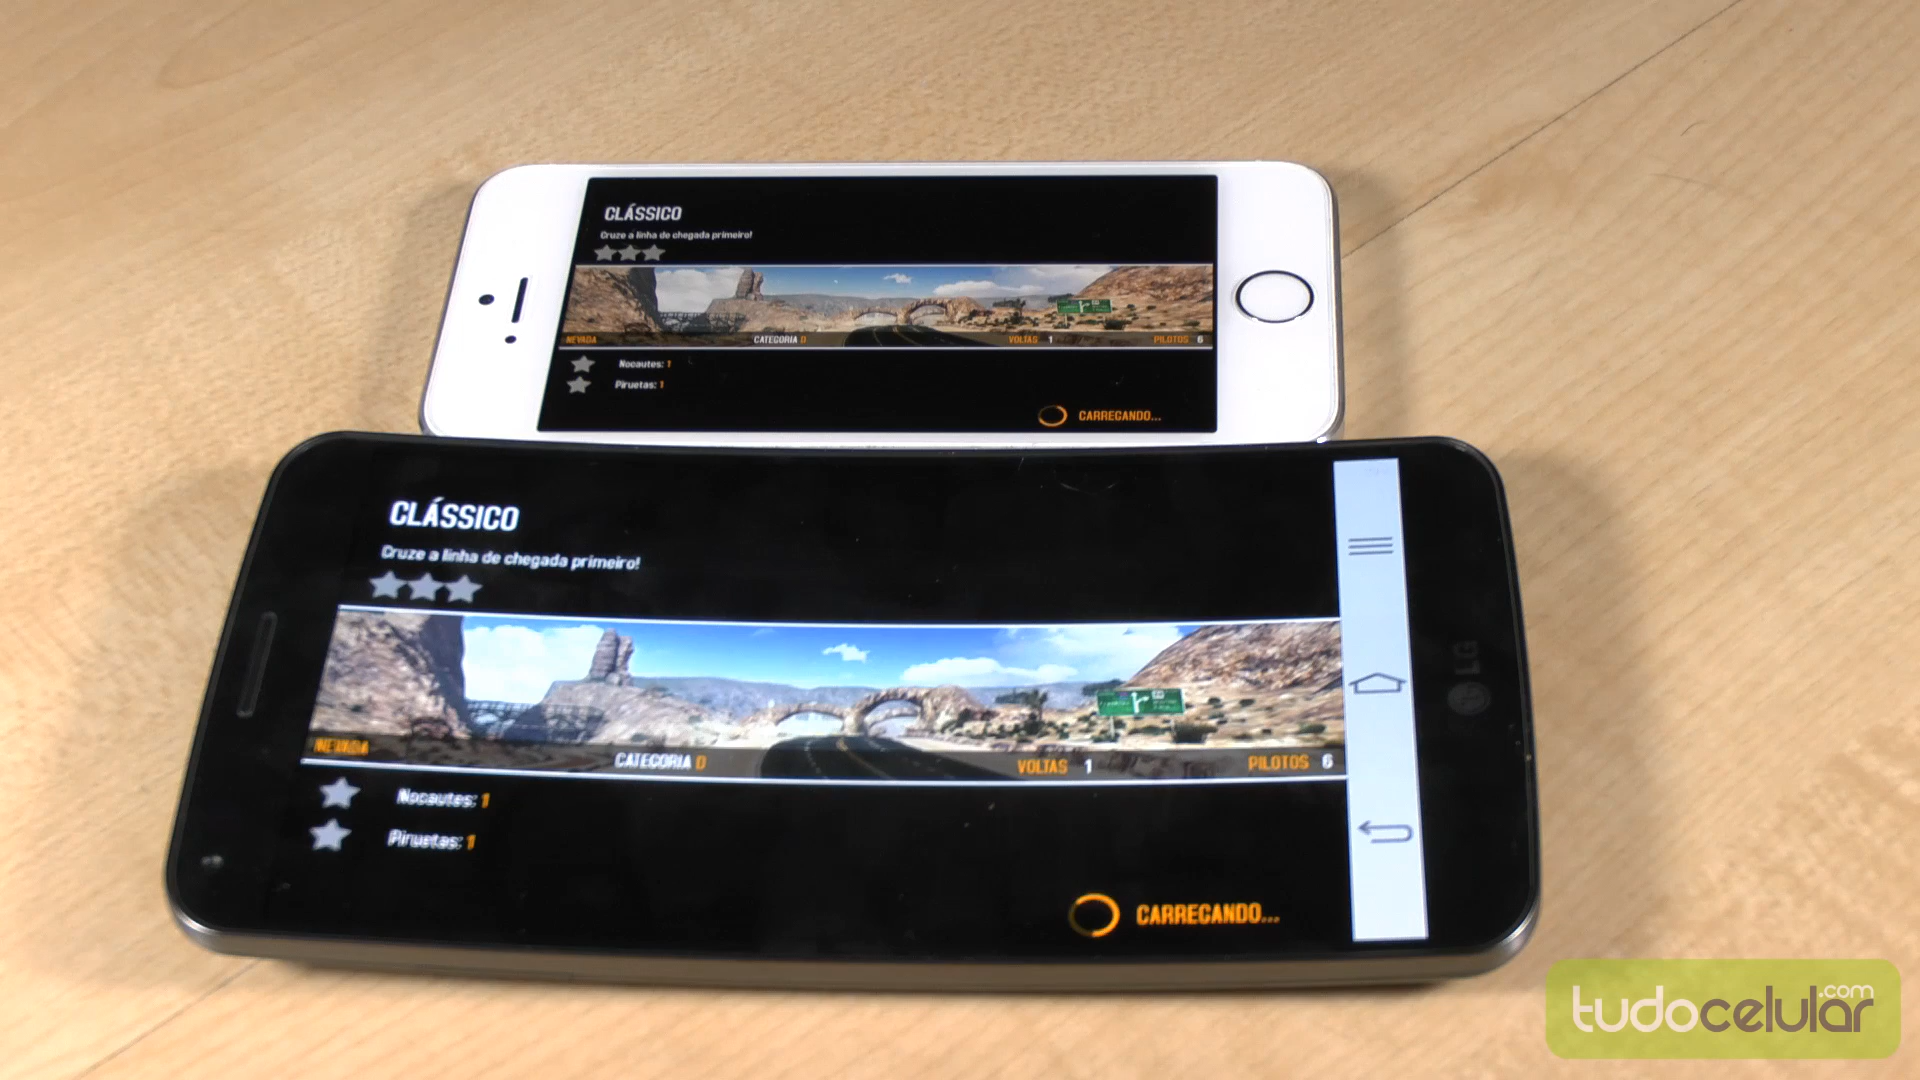 CLÁSSICO
Cruze a linha de chegada primeiro!
NEVADA CATEGORIA D VOLTAS 1 PILOTOS 6
Nocautes: 1
Piruetas: 1
CARREGANDO...
CLÁSSICO
Cruze a linha de chegada primeiro!
NEVADA CATEGORIA D VOLTAS 1 PILOTOS 6
Nocautes: 1
Piruetas: 1
CARREGANDO...
LG
tudocelular.com